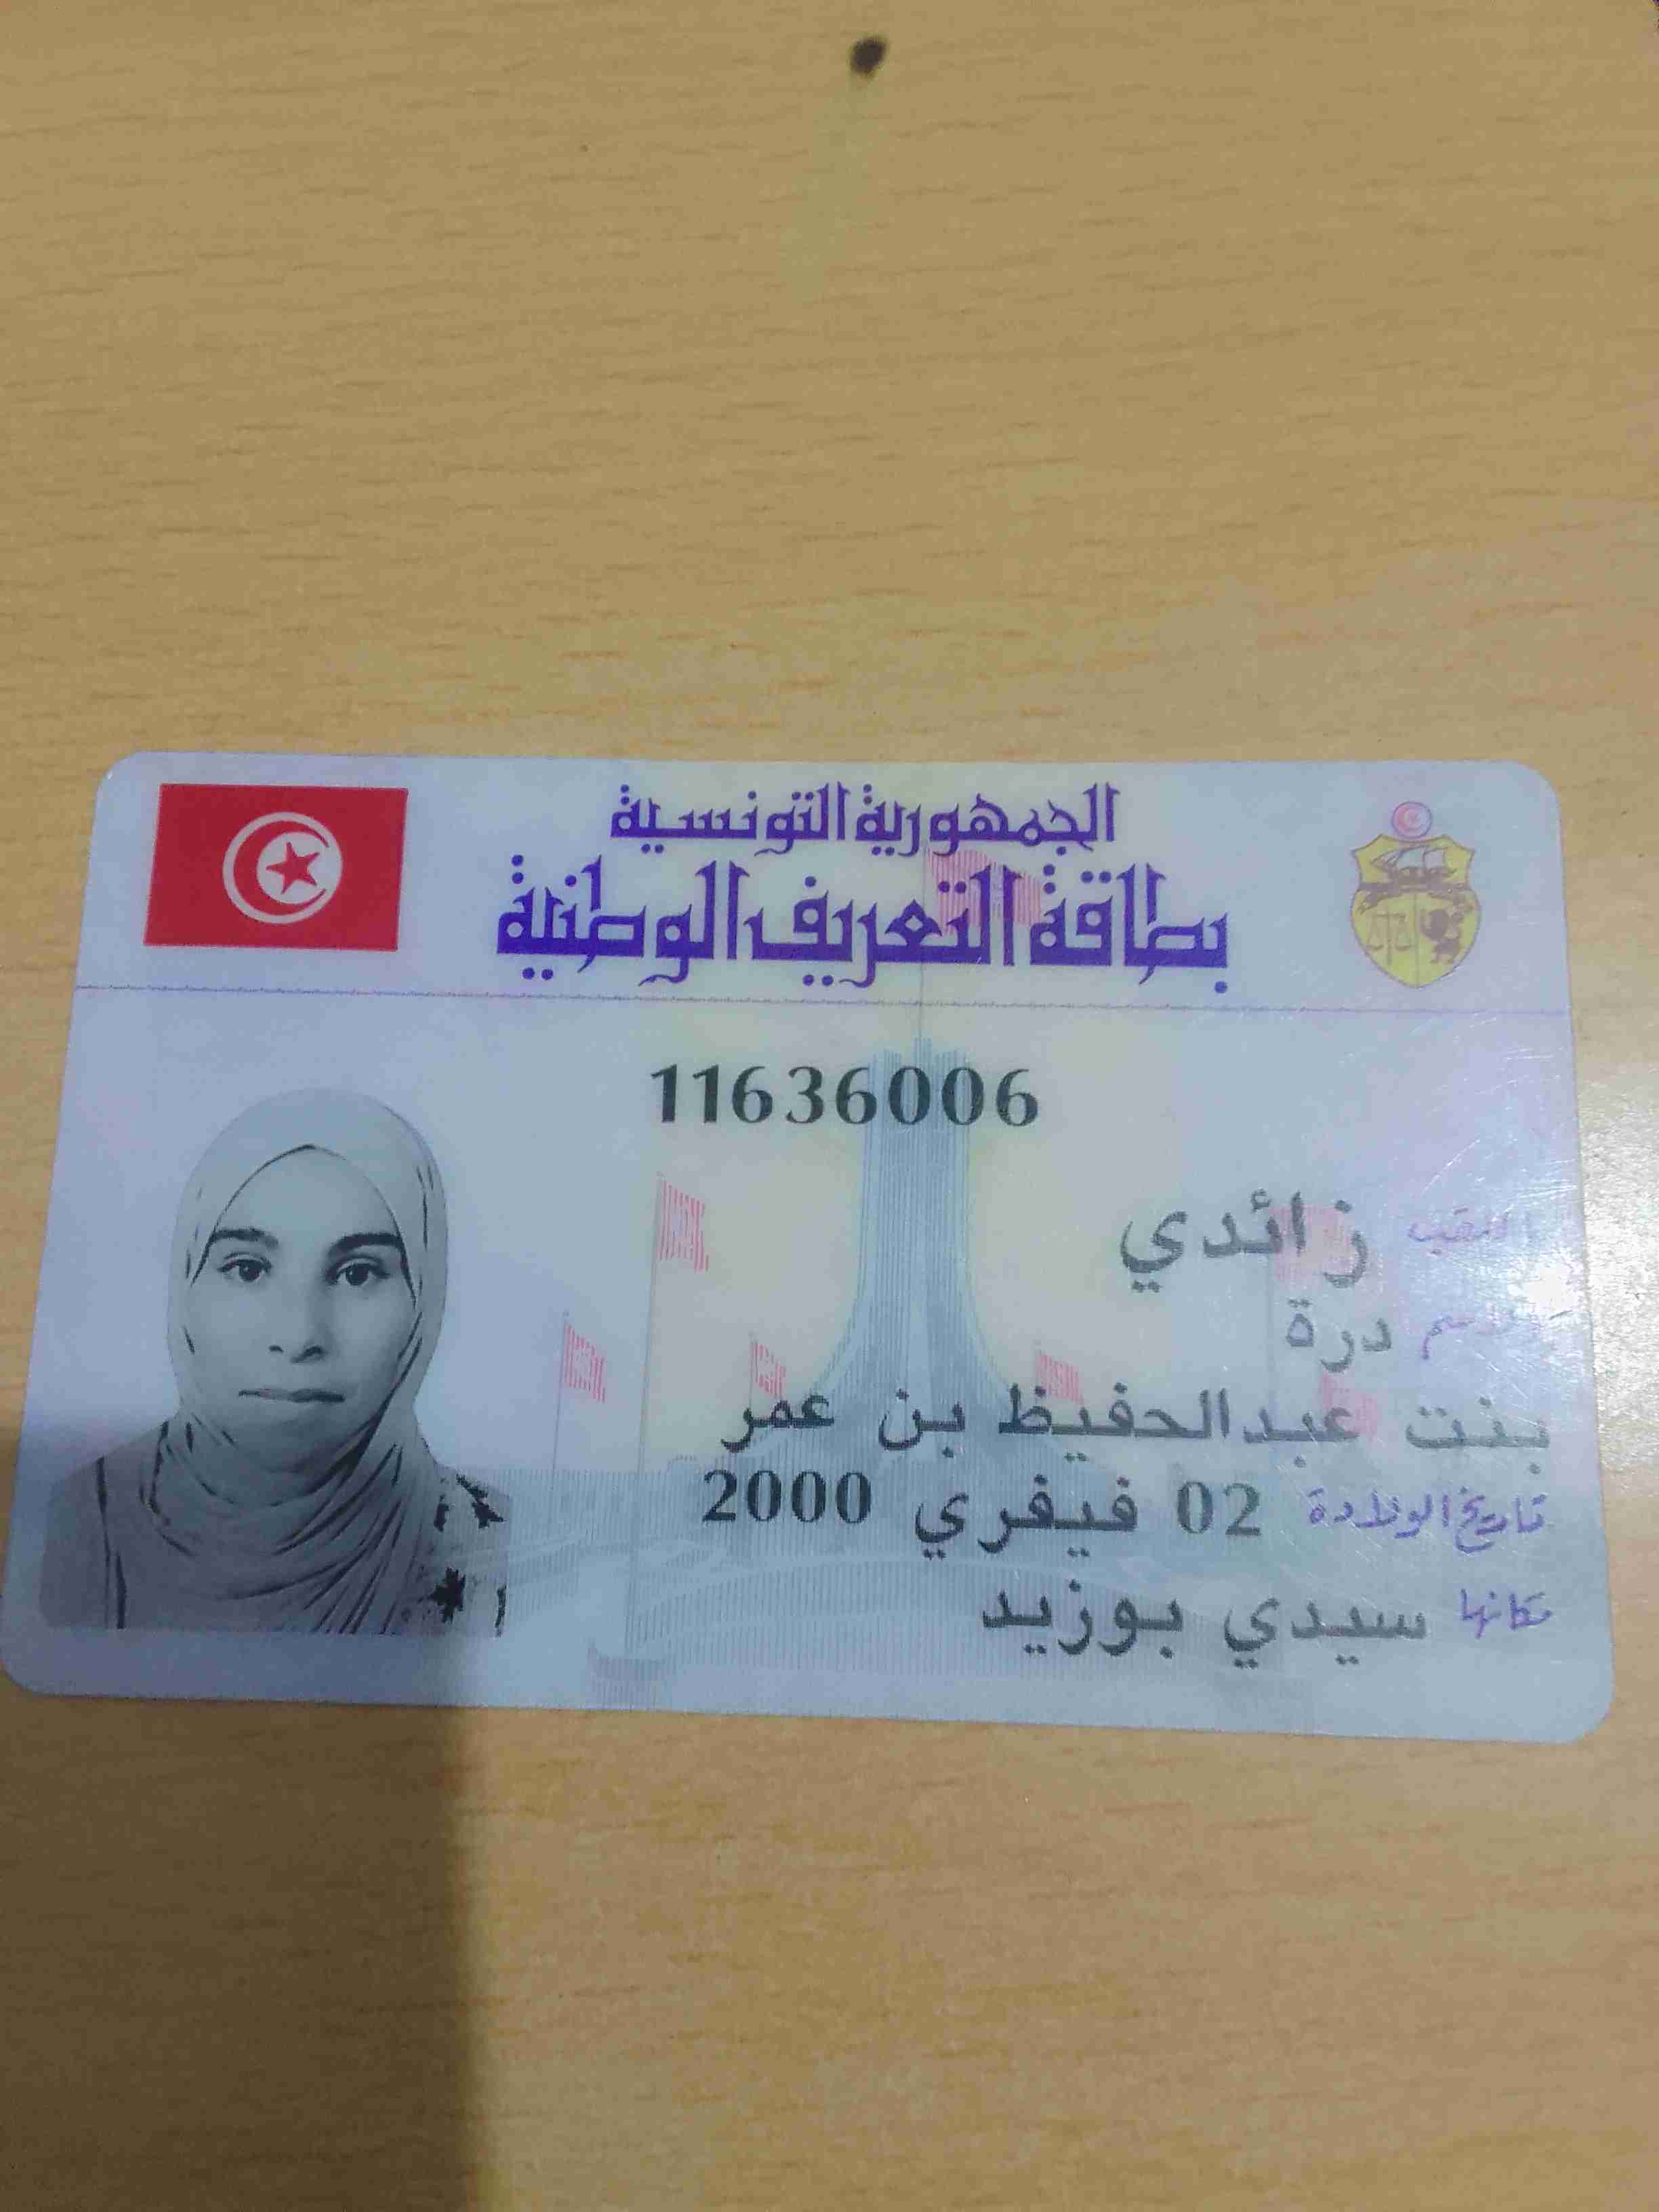 الجمهورية التونسية
بطاقة التعريف الوطنية
11636006
اللقب زائدي
الاسم درة
بنت عبدالحفيظ بن عمر
تاريخ الولادة 02 فيفري 2000
مكانها سيدي بوزيد